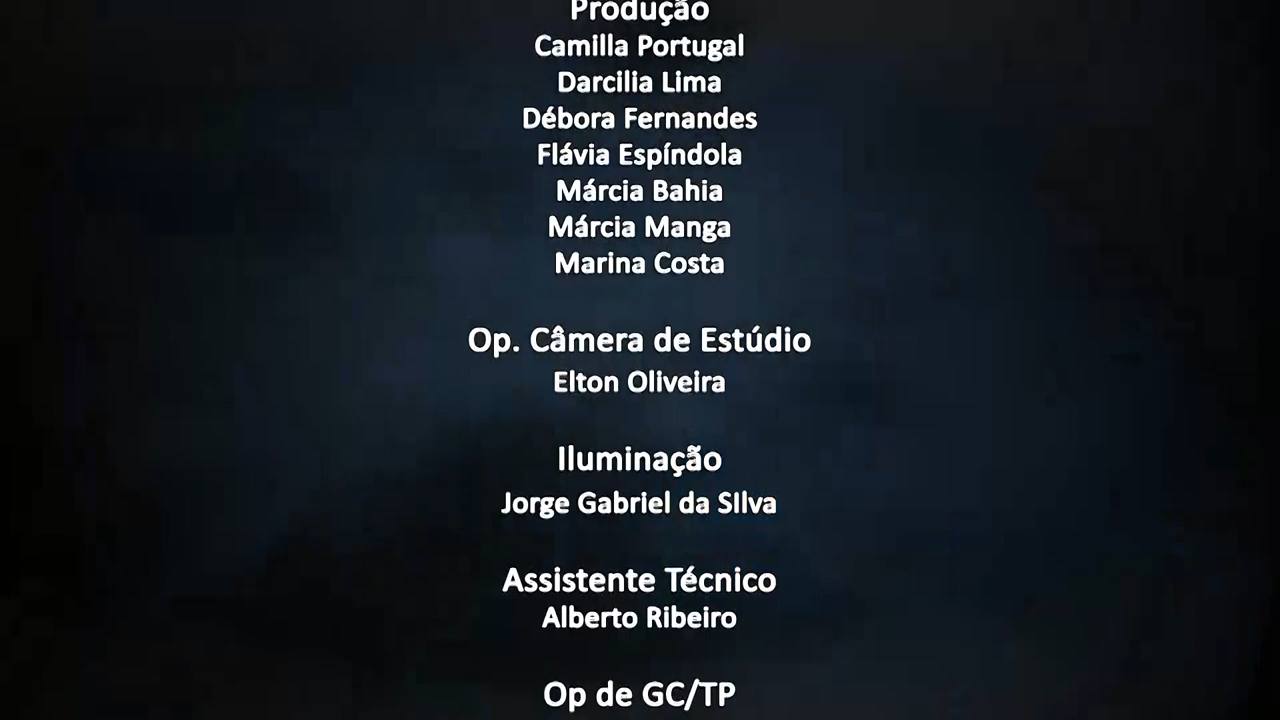 Produção
Camilla Portugal
Darcilia Lima
Débora Fernandes
Flávia Espíndola
Márcia Bahia
Márcia Manga
Marina Costa
Op. Câmera de Estúdio
Elton Oliveira
Iluminação
Jorge Gabriel da SIlva
Assistente Técnico
Alberto Ribeiro
Op de GC/TP